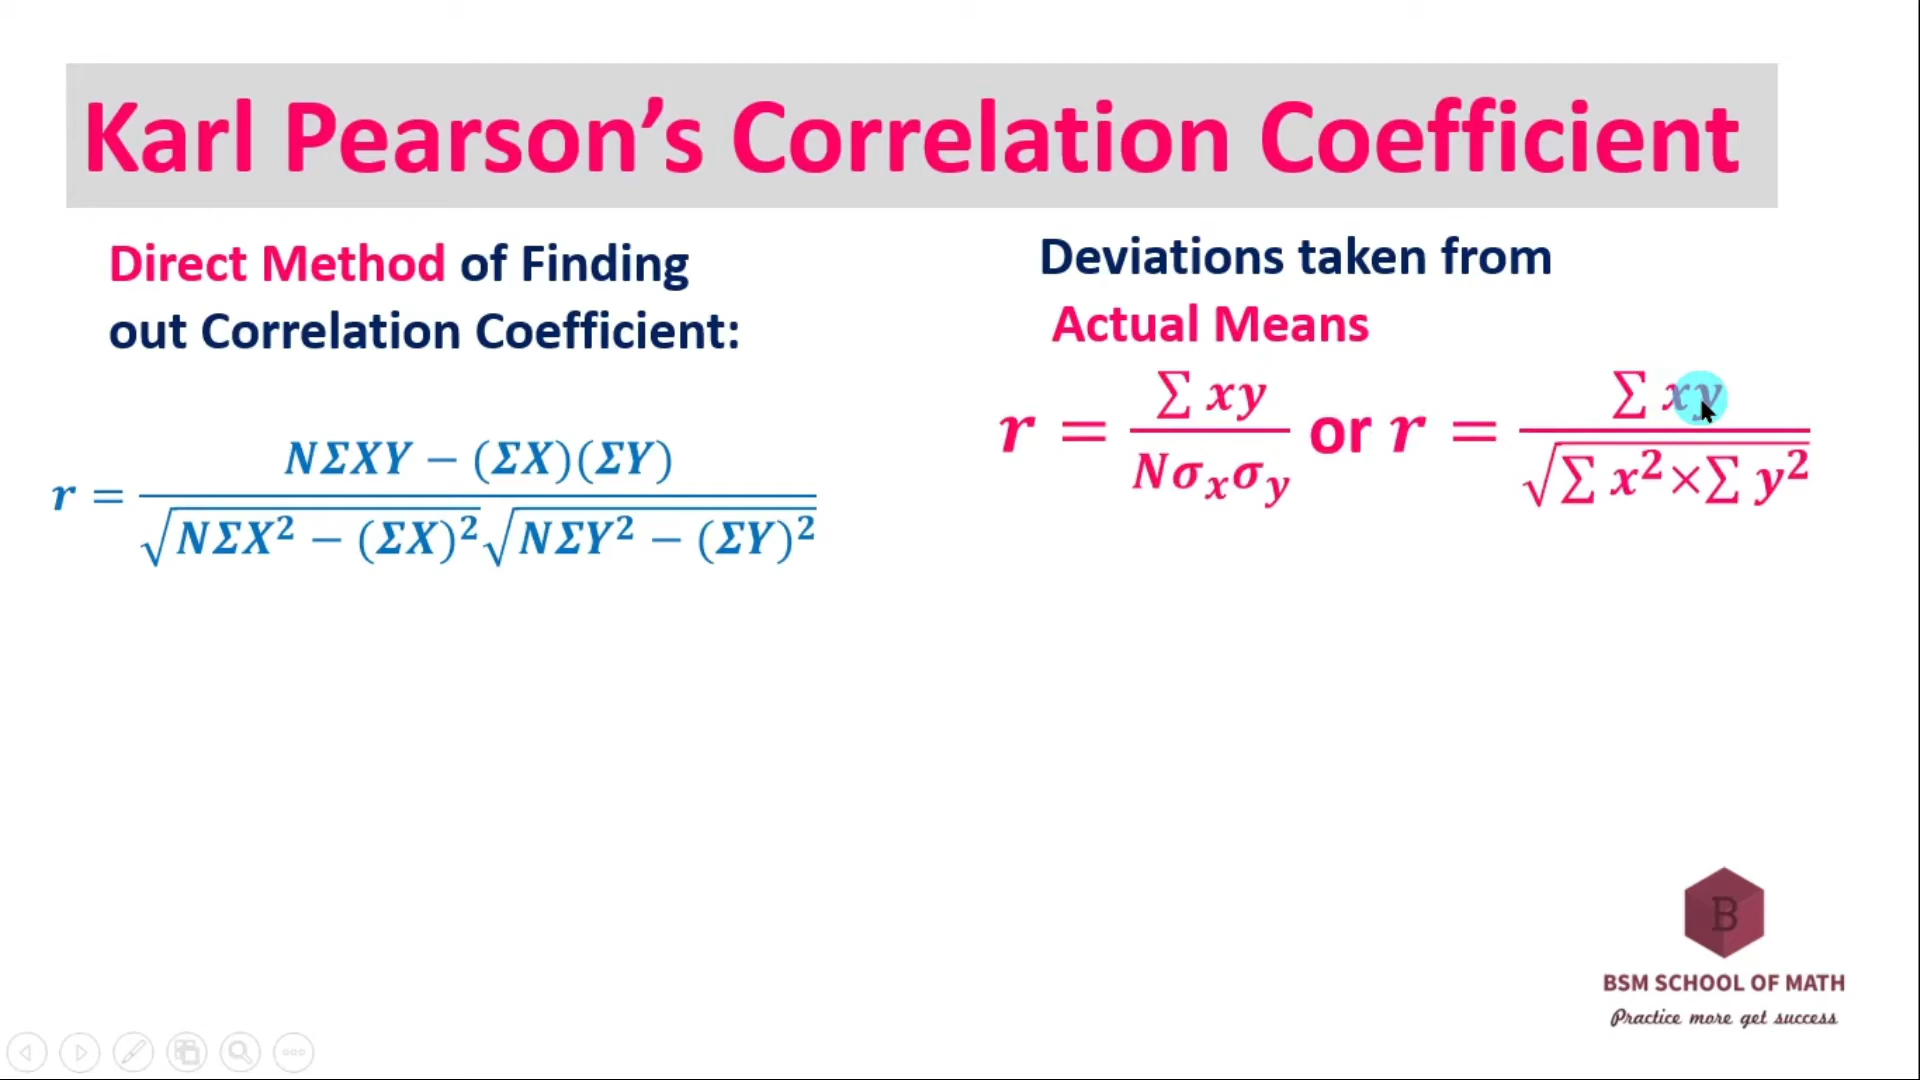 Karl Pearson’s Correlation Coefficient
Direct Method of Finding
out Correlation Coefficient:
r = NΣXY − (ΣX)(ΣY) / √NΣX² − (ΣX)² √NΣY² − (ΣY)²
Deviations taken from
Actual Means
r = ∑ xy / Nσₓσᵧ or r = ∑ xy / √∑ x² × ∑ y²
B
BSM SCHOOL OF MATH
Practice more get success